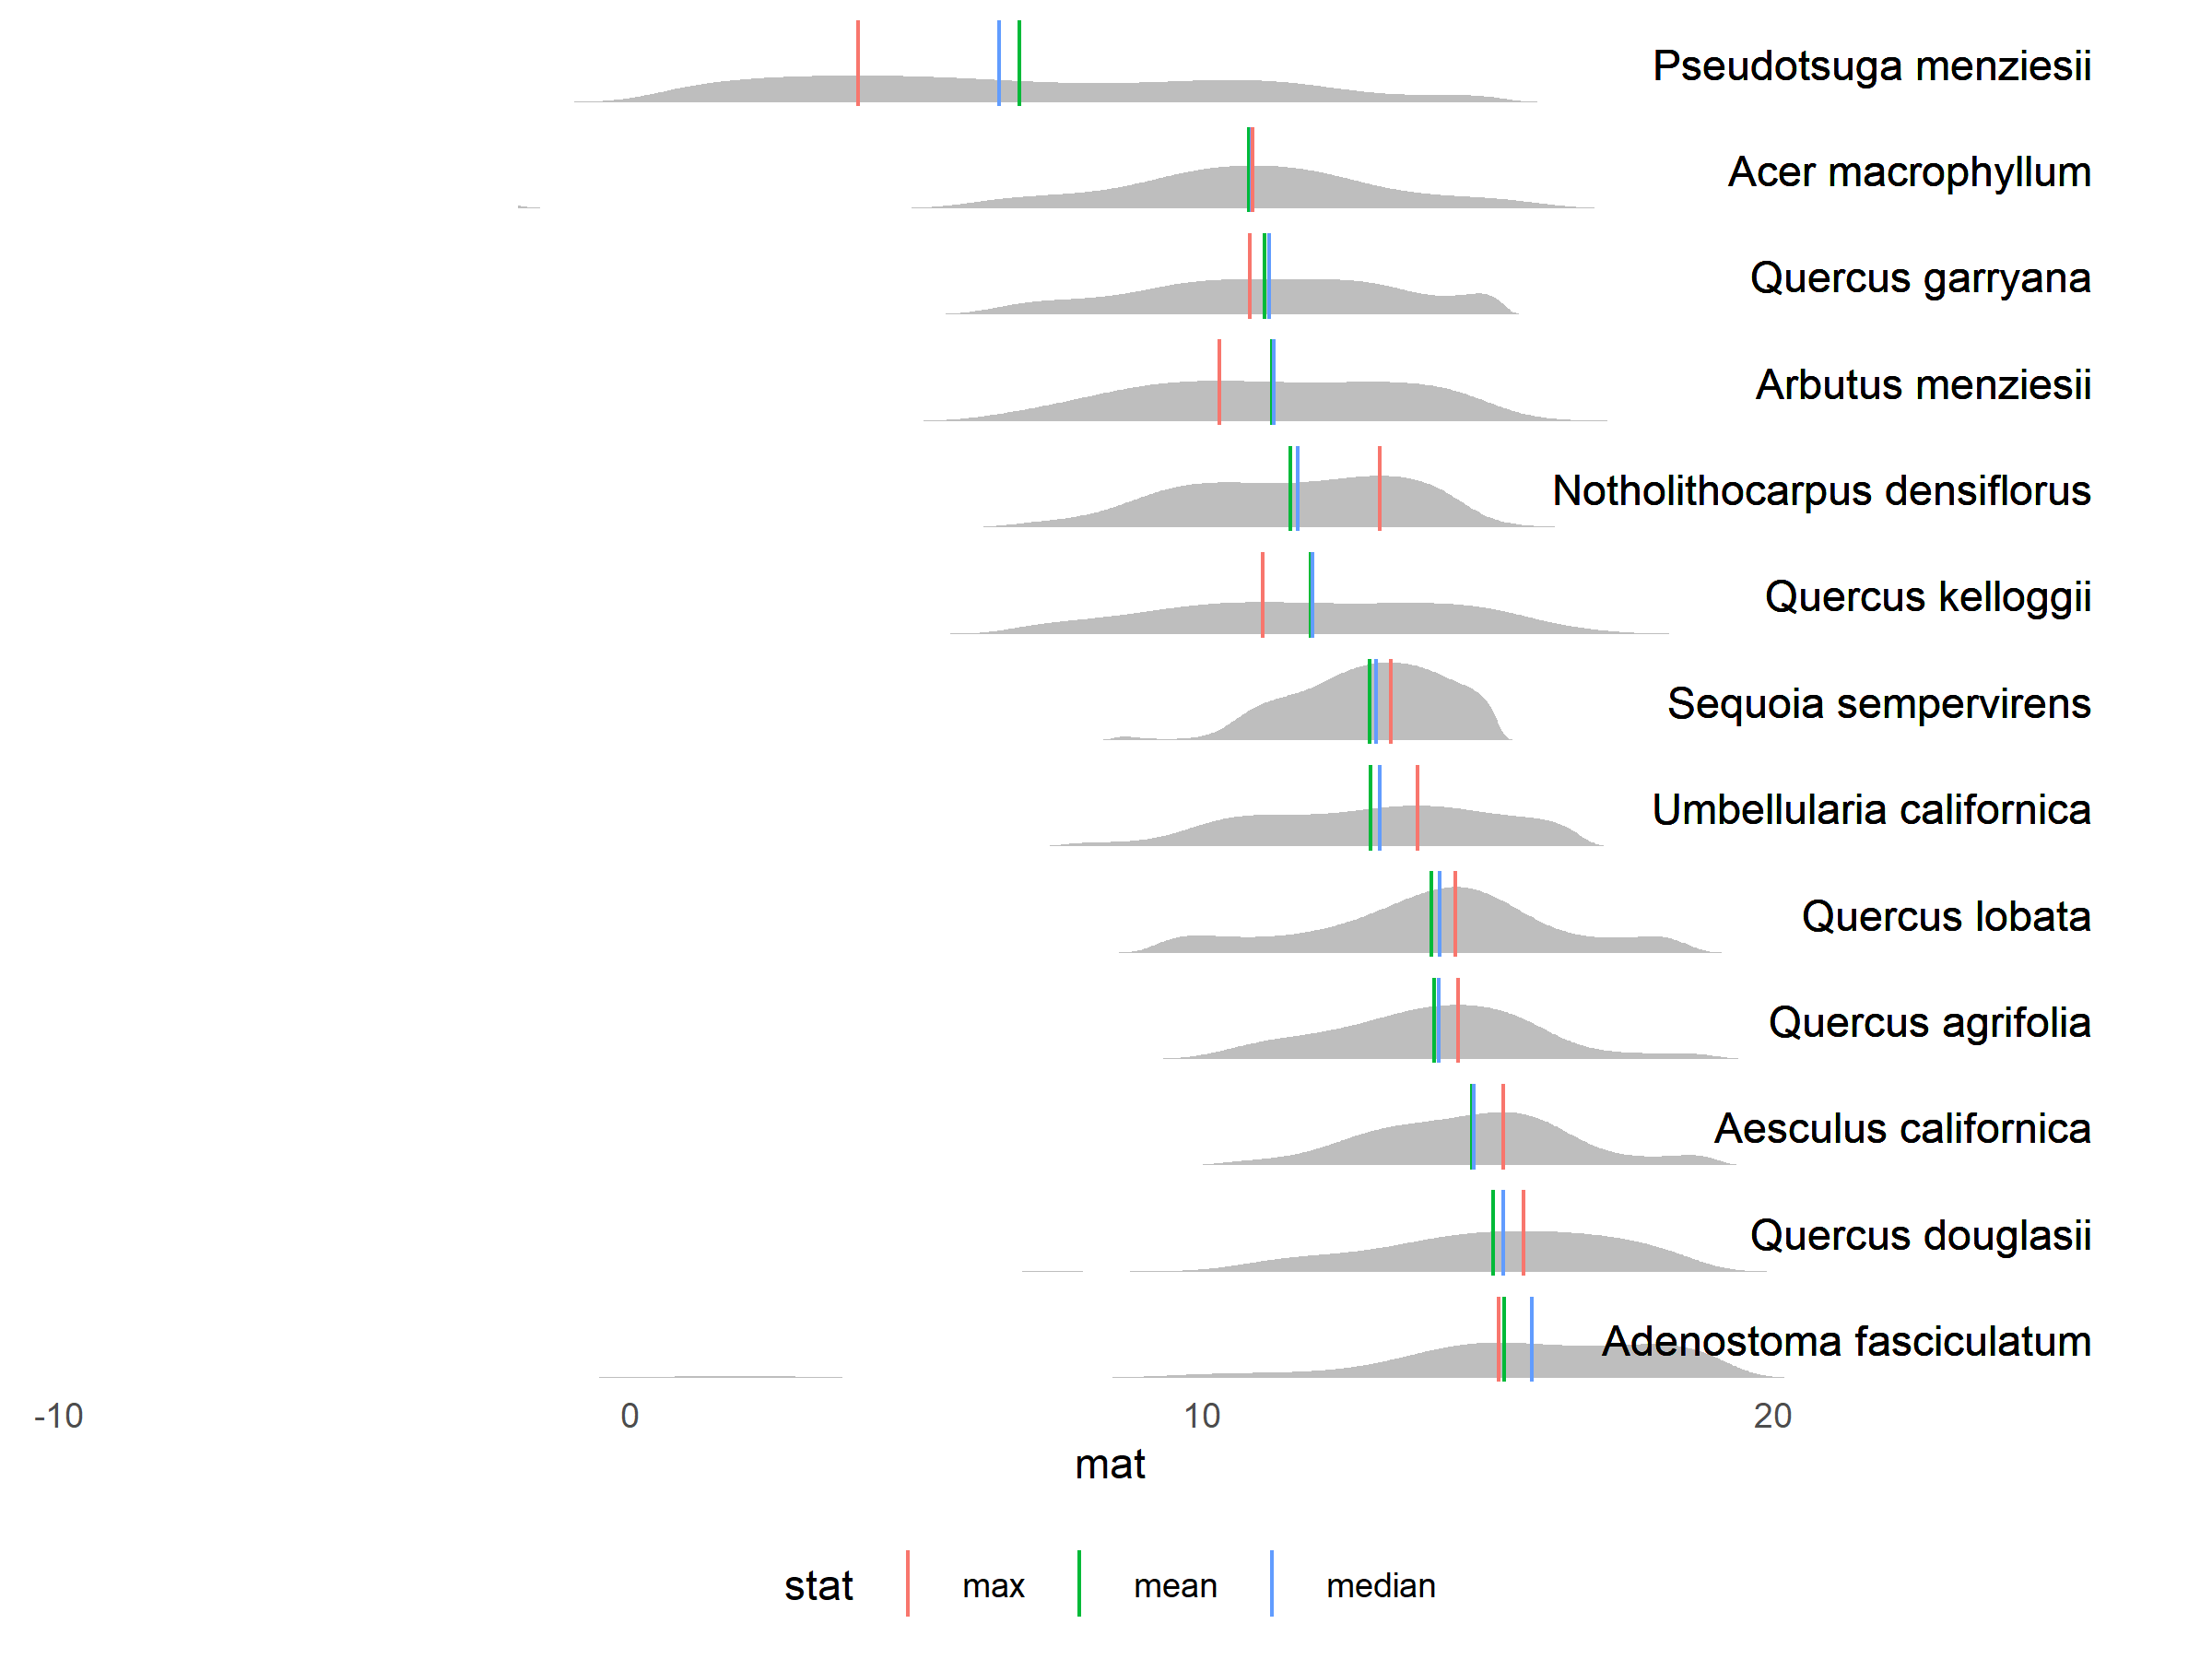 Pseudotsuga menziesii
Acer macrophyllum
Quercus garryana
Arbutus menziesii
Notholithocarpus densiflorus
Quercus kelloggii
Sequoia sempervirens
Umbellularia californica
Quercus lobata
Quercus agrifolia
Aesculus californica
Quercus douglasii
Adenostoma fasciculatum
-10 0 10 20
mat
stat max mean median